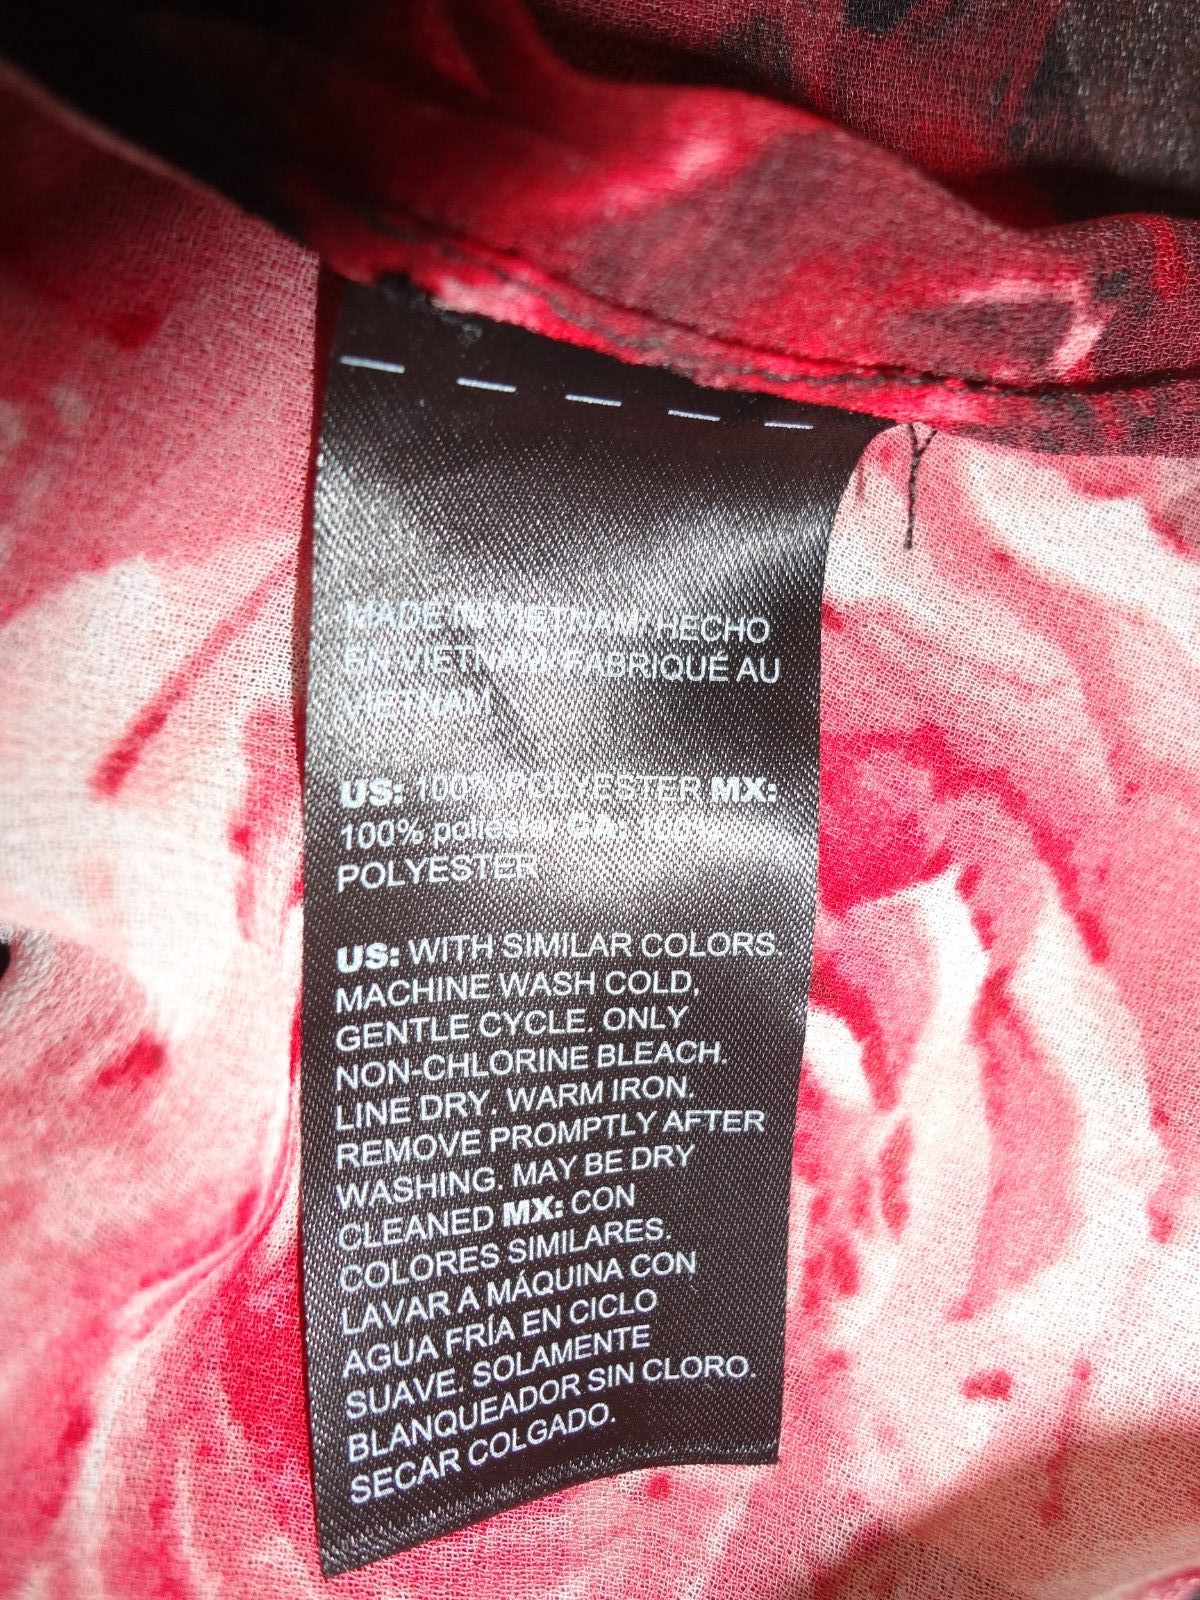 MADE IN VIETNAM/ HECHO
EN VIETNAM/ FABRIQUÉ AU
VIETNAM
US: 100% POLYESTER MX:
100% poliéster CA: 100%
POLYESTER
US: WITH SIMILAR COLORS.
MACHINE WASH COLD,
GENTLE CYCLE. ONLY
NON-CHLORINE BLEACH.
LINE DRY. WARM IRON.
REMOVE PROMPTLY AFTER
WASHING. MAY BE DRY
CLEANED MX: CON
COLORES SIMILARES.
LAVAR A MÁQUINA CON
AGUA FRÍA EN CICLO
SUAVE. SOLAMENTE
BLANQUEADOR SIN CLORO.
SECAR COLGADO.